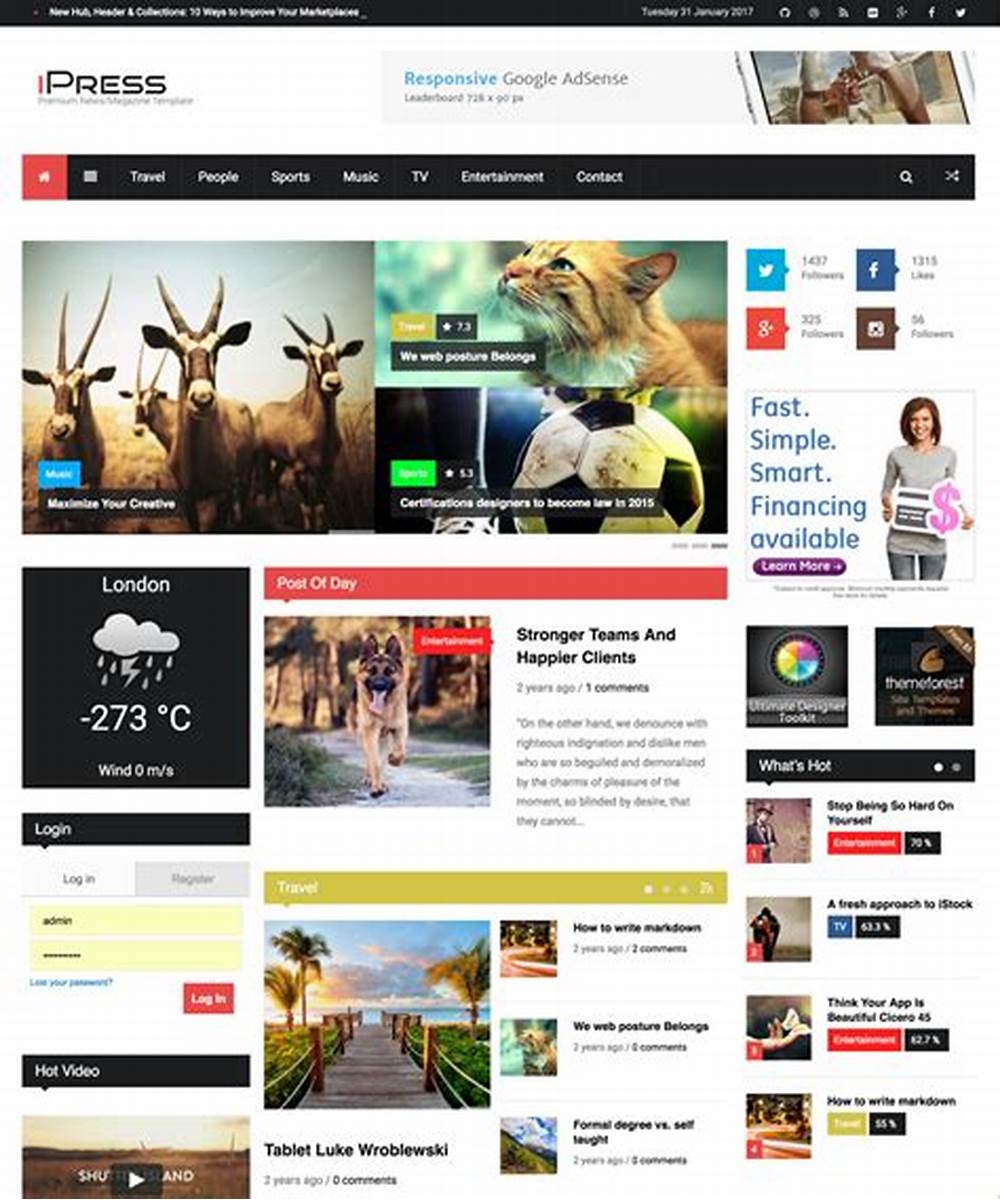 New Hub, Header & Collections: 10 Ways to Improve Your Marketplaces _
Tuesday 31 January 2017
iPRESS
Premium News/Magazine Template
Responsive Google AdSense
Leaderboard 728 x 90 px
Travel People Sports Music TV Entertainment Contact
Music
Maximize Your Creative
Travel ★ 7.3
We web posture Belongs
Sports ★ 5.3
Certifications designers to become law in 2015
1437
Followers
1315
Likes
325
Followers
56
Followers
Fast.
Simple.
Smart.
Financing
available
Learn More
London
-273 °C
Wind 0 m/s
Login
Log in Register
admin
Lost your password?
Log In
Hot Video
SHU ISLAND
Post Of Day
Entertainment
Stronger Teams And
Happier Clients
2 years ago / 1 comments
"On the other hand, we denounce with
righteous indignation and dislike men
who are so beguiled and demoralized
by the charms of pleasure of the
moment, so blinded by desire, that
they cannot...
Travel
Tablet Luke Wroblewski
2 years ago / 0 comments
How to write markdown
2 years ago / 2 comments
We web posture Belongs
2 years ago / 0 comments
Formal degree vs. self
taught
2 years ago / 0 comments
Ultimate Designer
Toolkit
themeforest
Site Templates
and Themes
What's Hot
1
Stop Being So Hard On
Yourself
Entertainment 70 %
2
A fresh approach to iStock
TV 63.3 %
3
Think Your App Is
Beautiful Cicero 45
Entertainment 82.7 %
4
How to write markdown
Travel 55 %